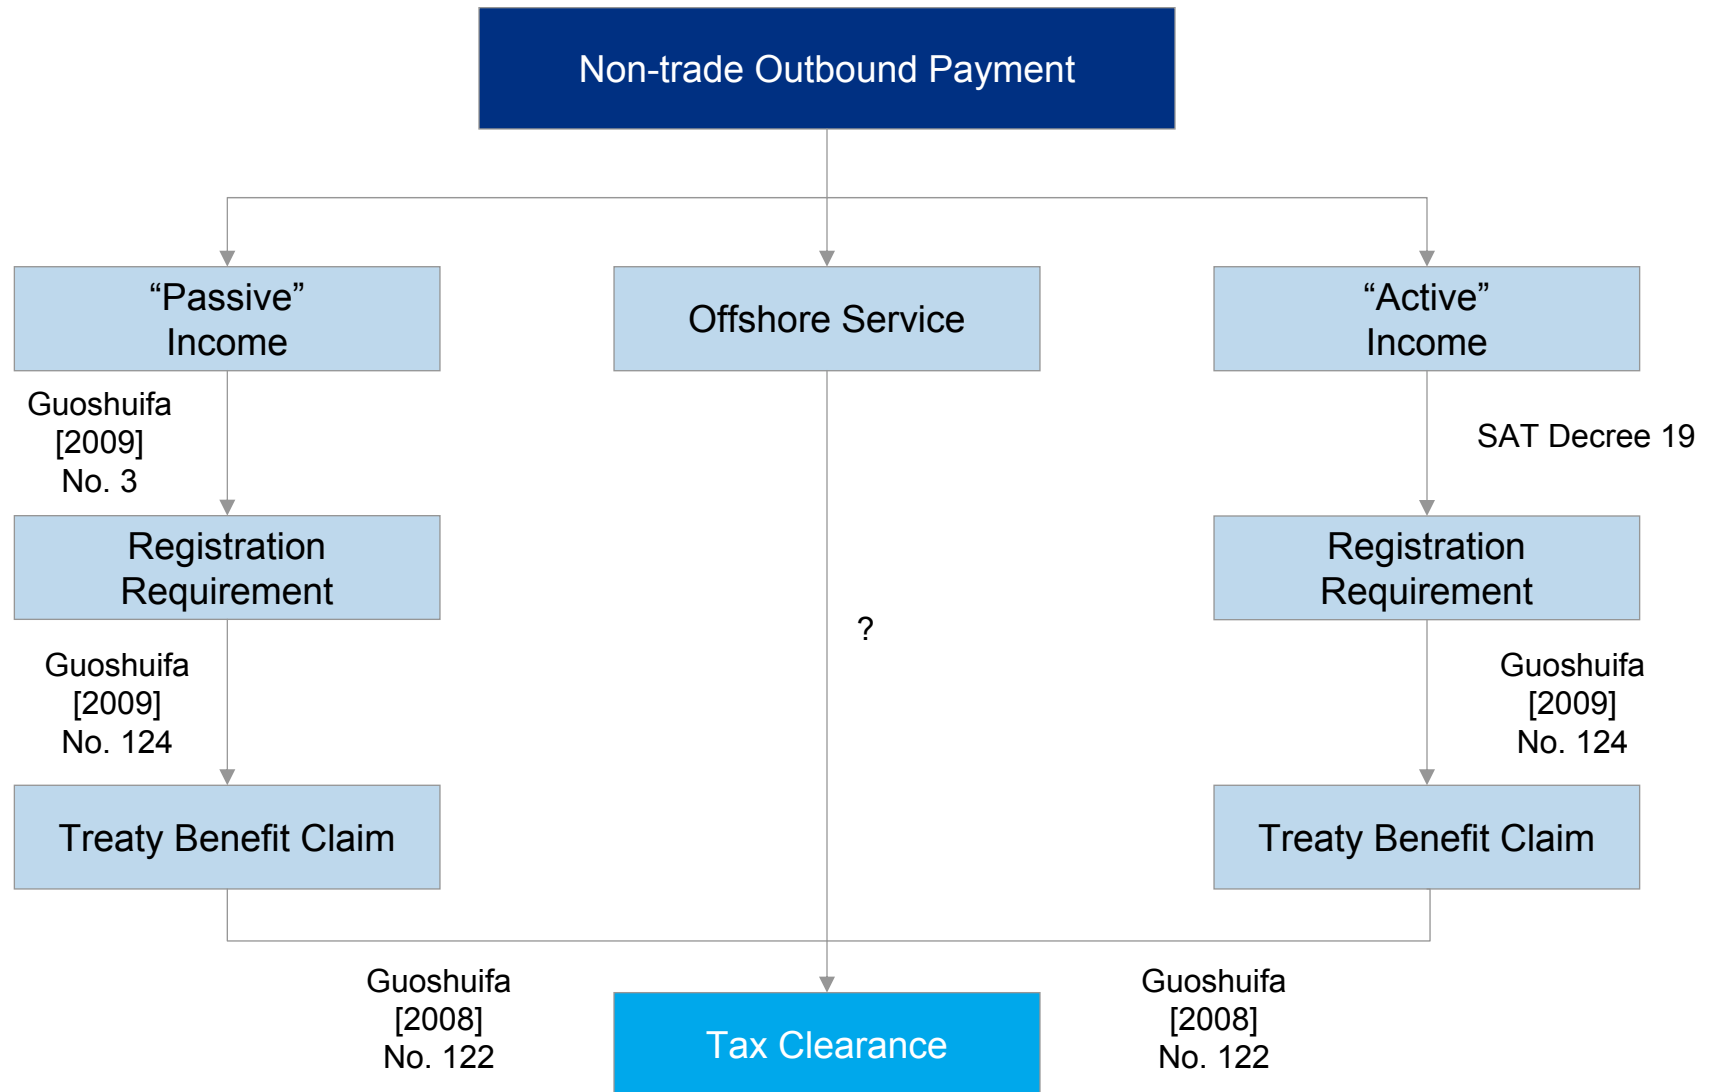 Non-trade Outbound Payment
“Passive”
Income
Offshore Service
“Active”
Income
Guoshuifa
[2009]
No. 3
SAT Decree 19
Registration
Requirement
Registration
Requirement
?
Guoshuifa
[2009]
No. 124
Guoshuifa
[2009]
No. 124
Treaty Benefit Claim
Treaty Benefit Claim
Guoshuifa
[2008]
No. 122
Guoshuifa
[2008]
No. 122
Tax Clearance